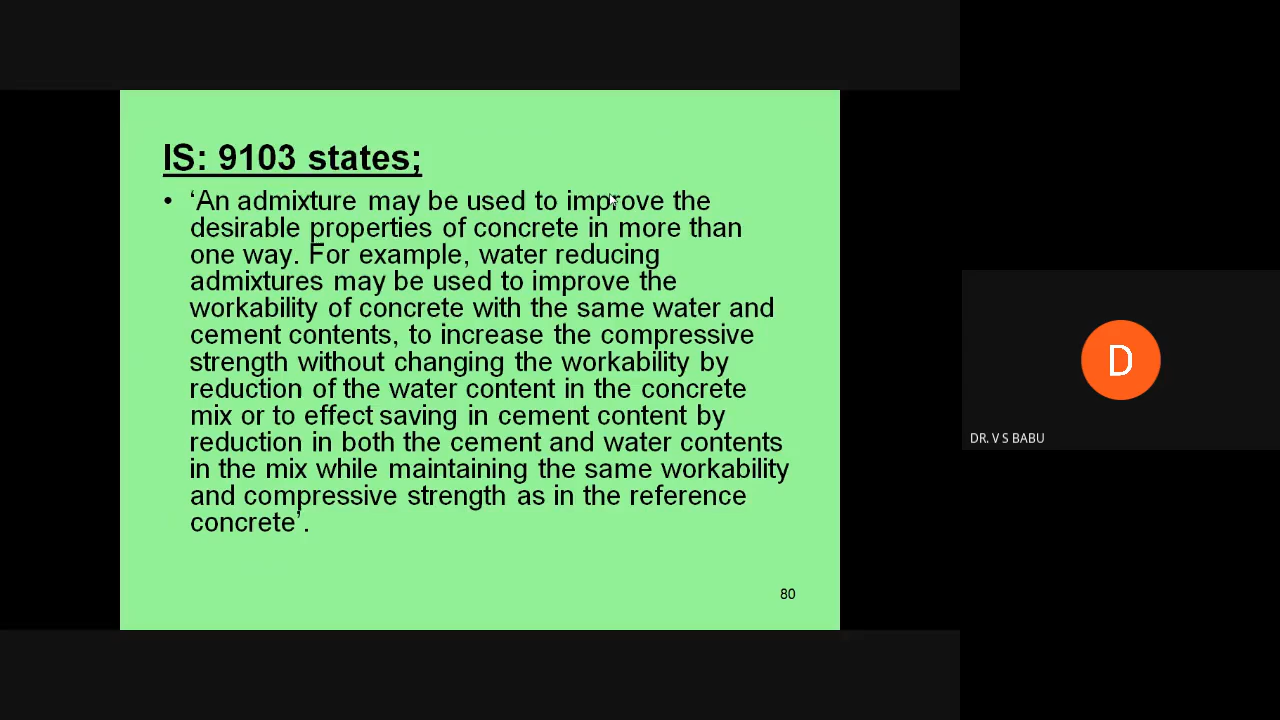 IS: 9103 states;
• ‘An admixture may be used to improve the
desirable properties of concrete in more than
one way. For example, water reducing
admixtures may be used to improve the
workability of concrete with the same water and
cement contents, to increase the compressive
strength without changing the workability by
reduction of the water content in the concrete
mix or to effect saving in cement content by
reduction in both the cement and water contents
in the mix while maintaining the same workability
and compressive strength as in the reference
concrete’.
80
D
DR. V S BABU